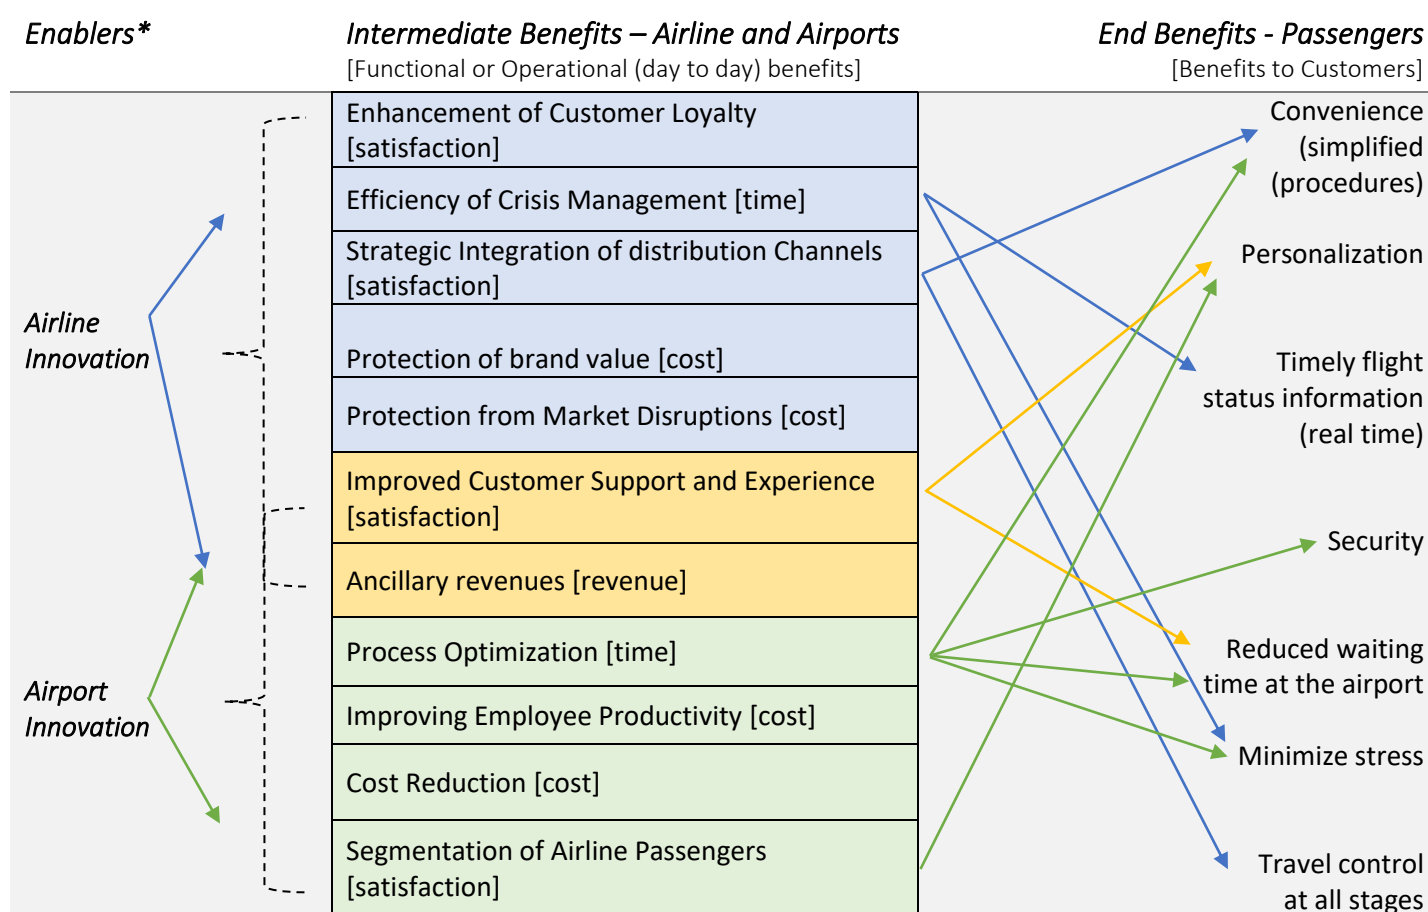 Enablers*
Intermediate Benefits – Airline and Airports
[Functional or Operational (day to day) benefits]
End Benefits - Passengers
[Benefits to Customers]
Airline
Innovation
Airport
Innovation
Enhancement of Customer Loyalty
[satisfaction]
Efficiency of Crisis Management [time]
Strategic Integration of distribution Channels
[satisfaction]
Protection of brand value [cost]
Protection from Market Disruptions [cost]
Improved Customer Support and Experience
[satisfaction]
Ancillary revenues [revenue]
Process Optimization [time]
Improving Employee Productivity [cost]
Cost Reduction [cost]
Segmentation of Airline Passengers
[satisfaction]
Convenience
(simplified
(procedures)
Personalization
Timely flight
status information
(real time)
Security
Reduced waiting
time at the airport
Minimize stress
Travel control
at all stages